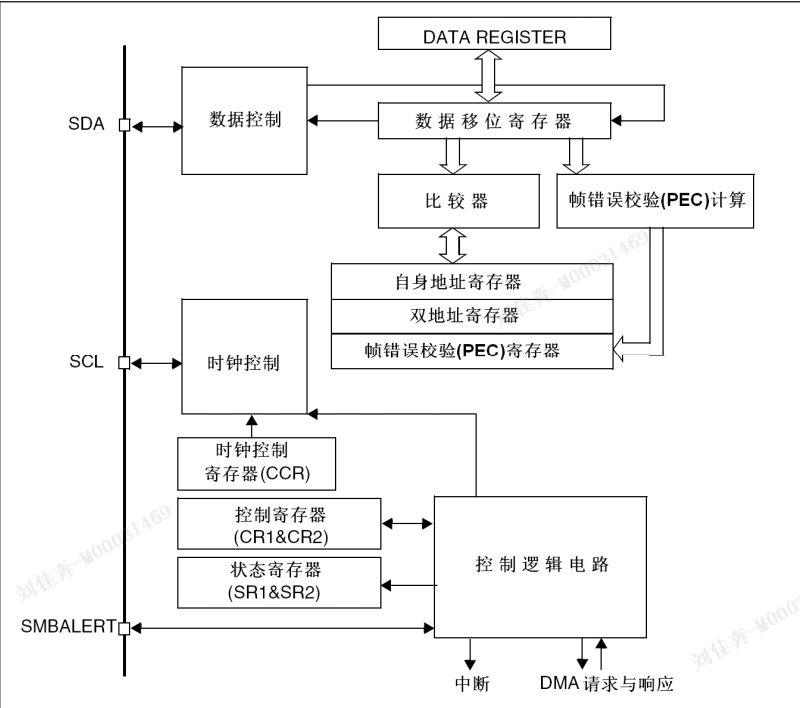 DATA REGISTER
SDA
数据控制
数据移位寄存器
比较器
帧错误校验(PEC)计算
自身地址寄存器
双地址寄存器
帧错误校验(PEC)寄存器
SCL
时钟控制
时钟控制
寄存器(CCR)
控制寄存器
(CR1&CR2)
状态寄存器
(SR1&SR2)
控制逻辑电路
SMBALERT
中断
DMA 请求与响应
刘佳奔-M00031469
刘佳奔-M00031469
刘佳奔-M0003